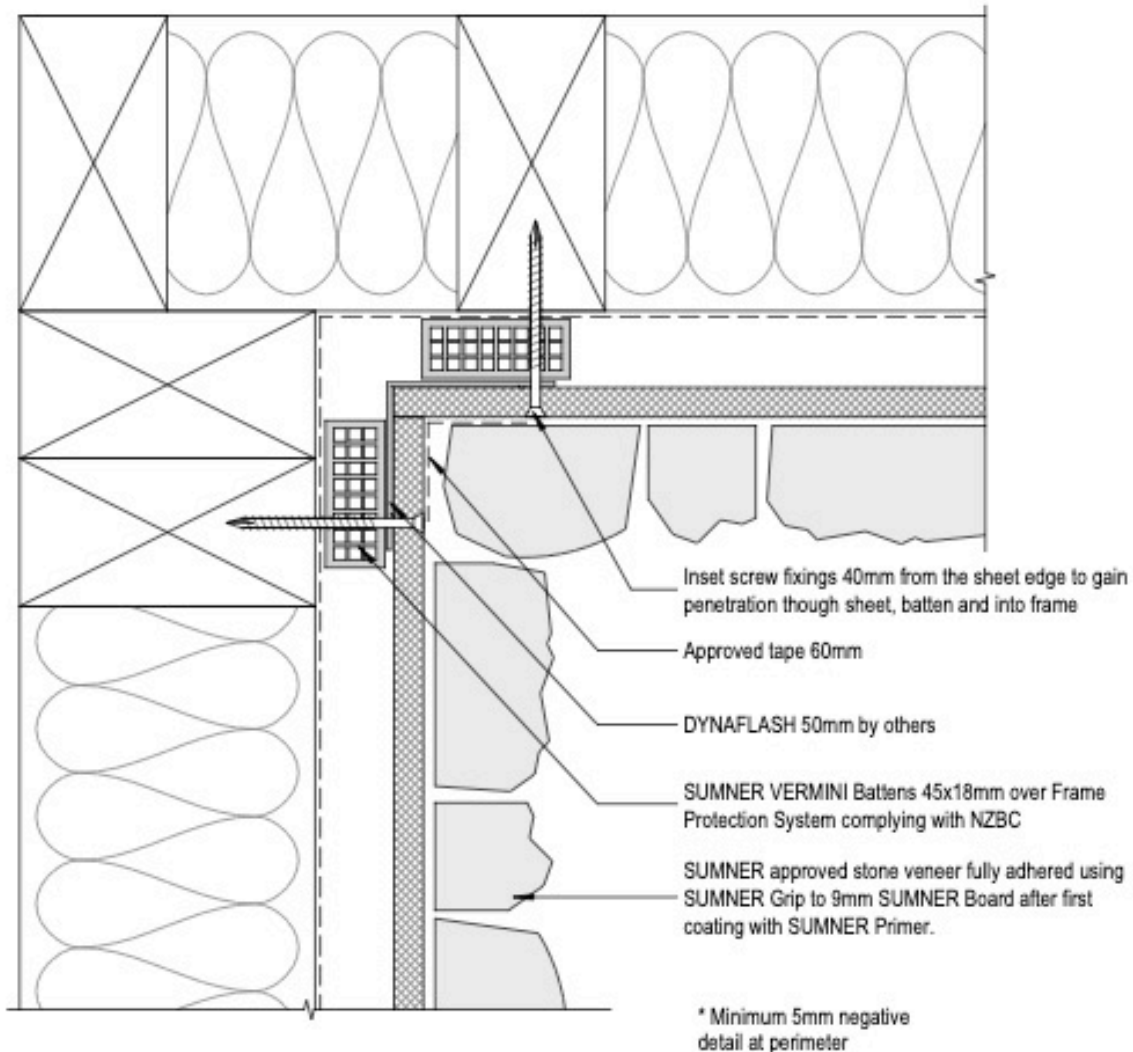 Inset screw fixings 40mm from the sheet edge to gain
penetration though sheet, batten and into frame
Approved tape 60mm
DYNAFLASH 50mm by others
SUMNER VERMINI Battens 45x18mm over Frame
Protection System complying with NZBC
SUMNER approved stone veneer fully adhered using
SUMNER Grip to 9mm SUMNER Board after first
coating with SUMNER Primer.
* Minimum 5mm negative
detail at perimeter